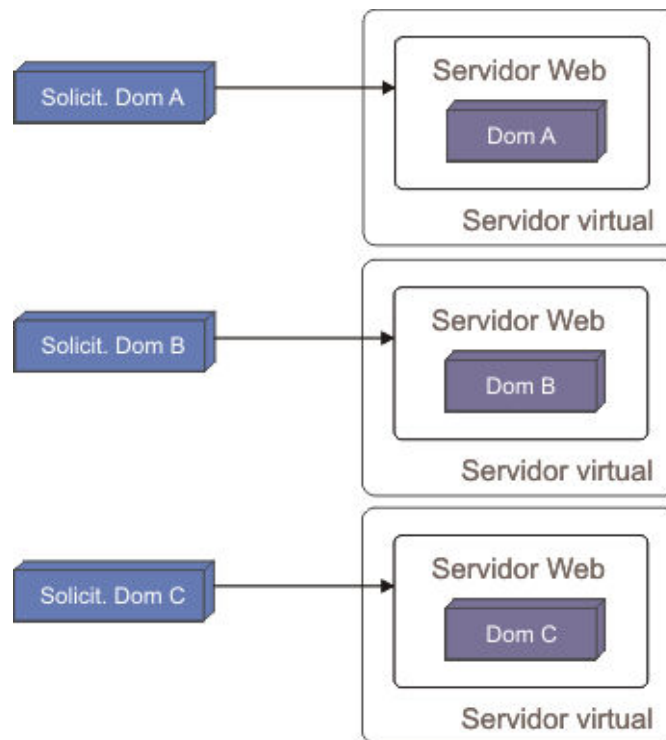 Solicit. Dom A
Servidor Web
Dom A
Servidor virtual
Solicit. Dom B
Servidor Web
Dom B
Servidor virtual
Solicit. Dom C
Servidor Web
Dom C
Servidor virtual